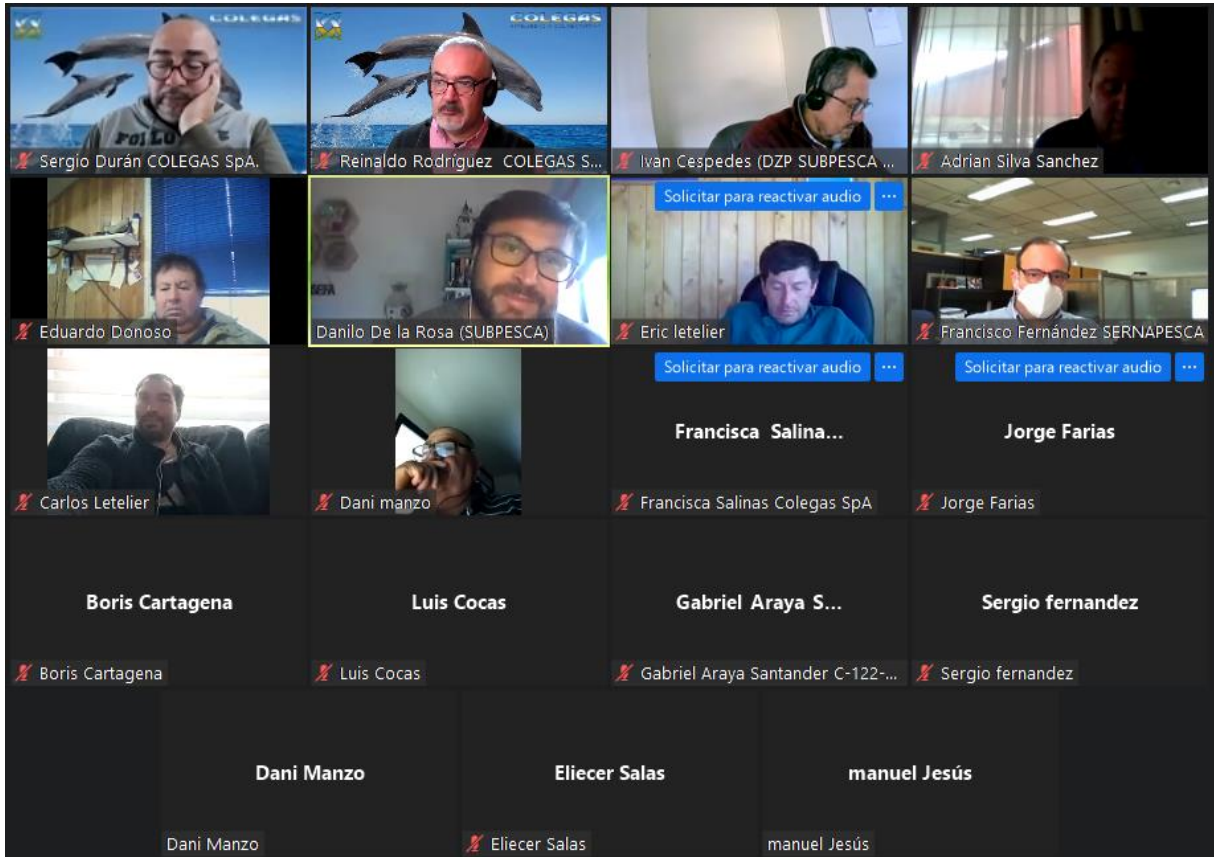 COLEGAS
COLEGAS
Sergio Durán COLEGAS SpA.
Reinaldo Rodríguez COLEGAS S...
Ivan Cespedes (DZP SUBPESCA ...
Adrian Silva Sanchez
Solicitar para reactivar audio ...
Eduardo Donoso
Danilo De la Rosa (SUBPESCA)
Eric letelier
Francisco Fernández SERNAPESCA
Solicitar para reactivar audio ...
Solicitar para reactivar audio ...
Francisca Salina...
Jorge Farias
Carlos Letelier
Dani manzo
Francisca Salinas Colegas SpA
Jorge Farias
Boris Cartagena
Luis Cocas
Gabriel Araya S...
Sergio fernandez
Boris Cartagena
Luis Cocas
Gabriel Araya Santander C-122-...
Sergio fernandez
Dani Manzo
Eliecer Salas
manuel Jesús
Dani Manzo
Eliecer Salas
manuel Jesús